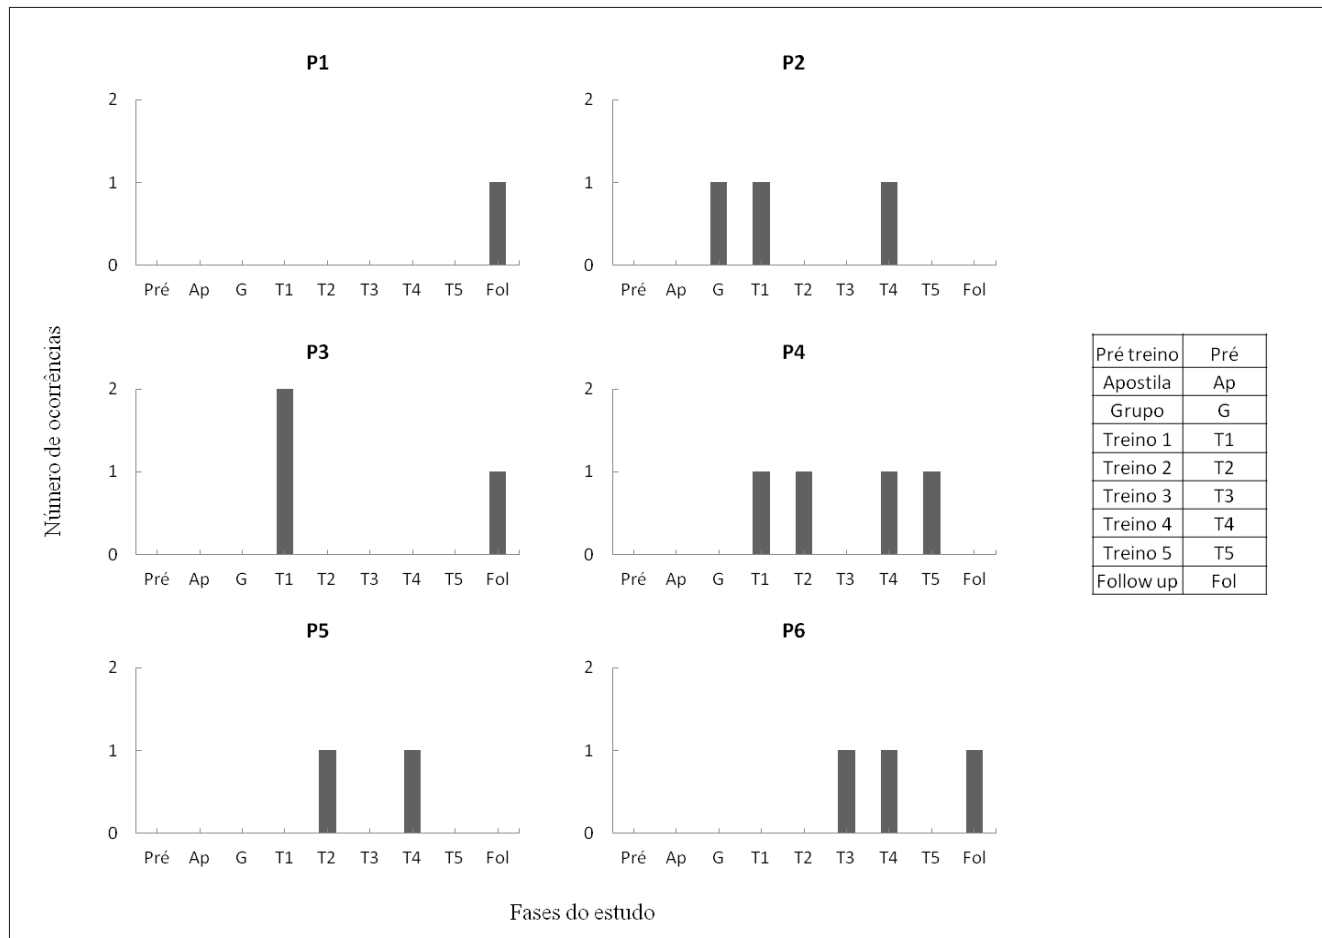 P1
2
1
0
Pré Ap G T1 T2 T3 T4 T5 Fol
P2
2
1
0
Pré Ap G T1 T2 T3 T4 T5 Fol
Número de ocorrências
P3
2
1
0
Pré Ap G T1 T2 T3 T4 T5 Fol
P4
2
1
0
Pré Ap G T1 T2 T3 T4 T5 Fol
Pré treino Pré
Apostila Ap
Grupo G
Treino 1 T1
Treino 2 T2
Treino 3 T3
Treino 4 T4
Treino 5 T5
Follow up Fol
P5
2
1
0
Pré Ap G T1 T2 T3 T4 T5 Fol
P6
2
1
0
Pré Ap G T1 T2 T3 T4 T5 Fol
Fases do estudo